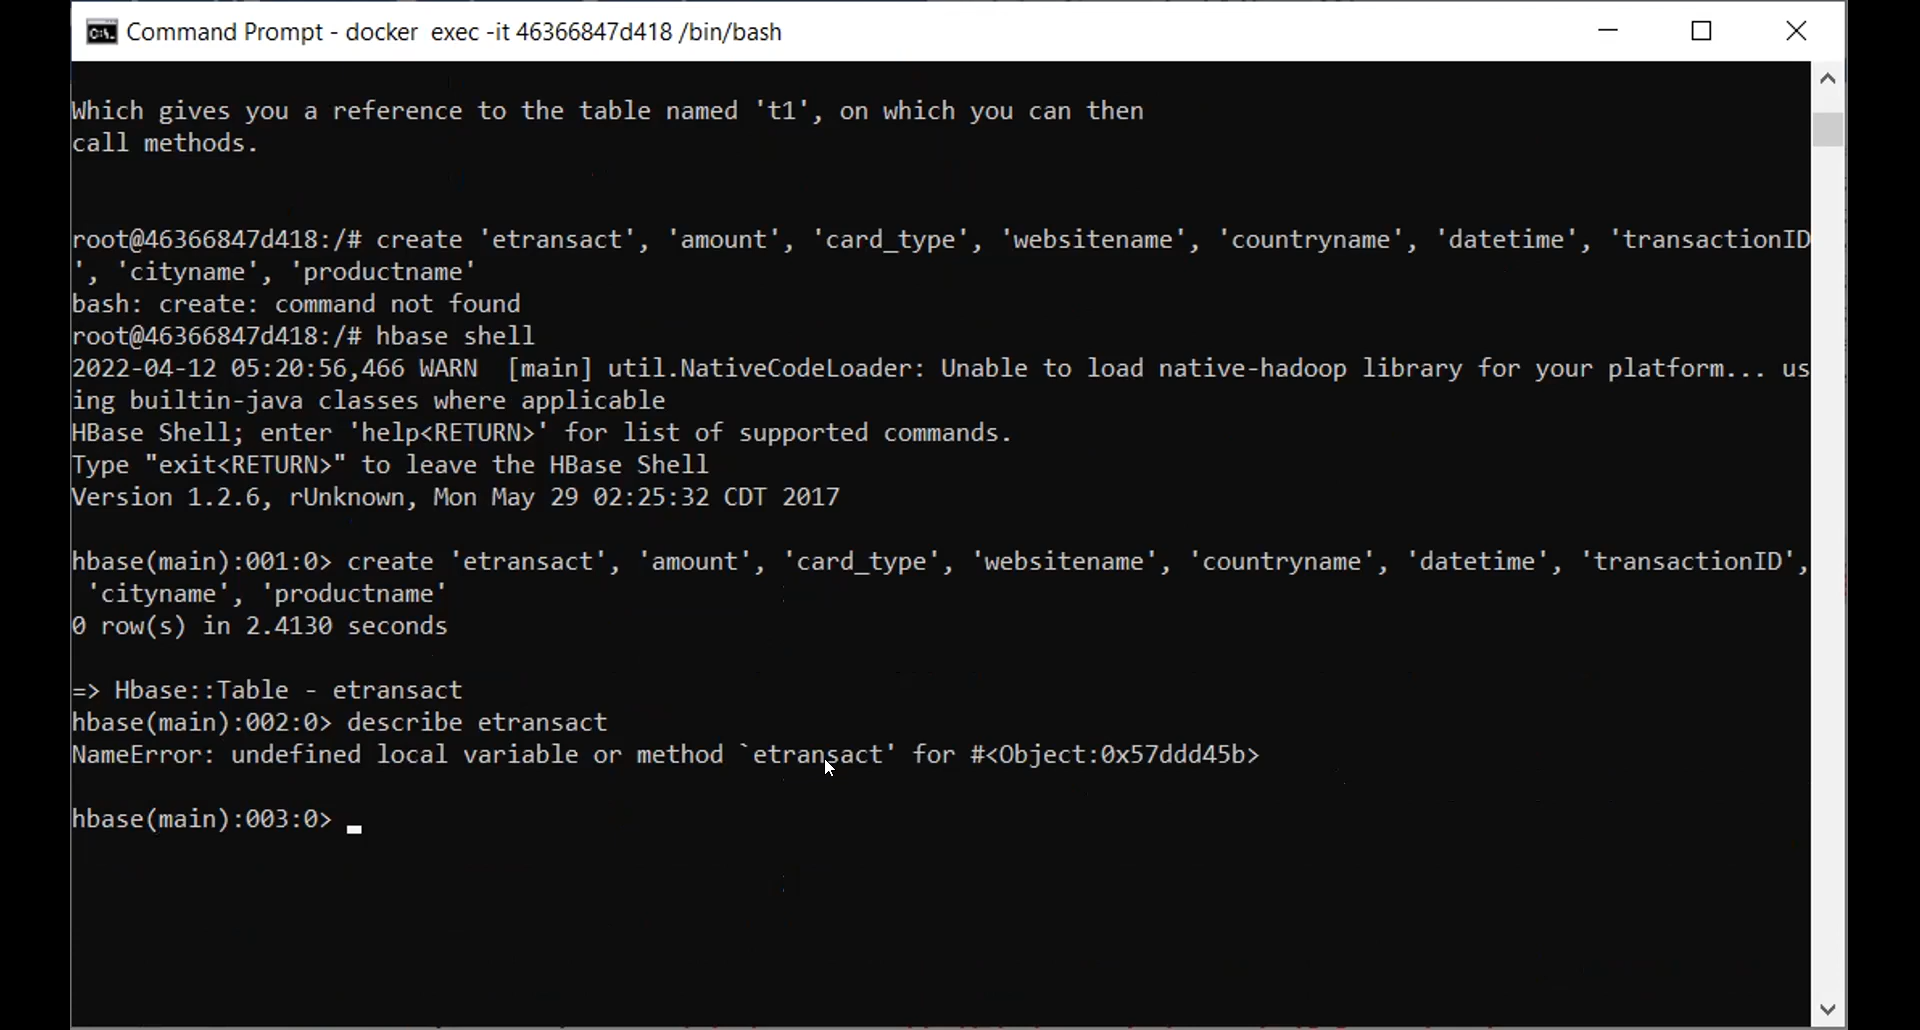 Command Prompt - docker  exec -it 46366847d418 /bin/bash
Which gives you a reference to the table named 't1', on which you can then
call methods.
root@46366847d418:/# create 'etransact', 'amount', 'card_type', 'websitename', 'countryname', 'datetime', 'transactionID
', 'cityname', 'productname'
bash: create: command not found
root@46366847d418:/# hbase shell
2022-04-12 05:20:56,466 WARN  [main] util.NativeCodeLoader: Unable to load native-hadoop library for your platform... us
ing builtin-java classes where applicable
HBase Shell; enter 'help<RETURN>' for list of supported commands.
Type "exit<RETURN>" to leave the HBase Shell
Version 1.2.6, rUnknown, Mon May 29 02:25:32 CDT 2017
hbase(main):001:0> create 'etransact', 'amount', 'card_type', 'websitename', 'countryname', 'datetime', 'transactionID',
 'cityname', 'productname'
0 row(s) in 2.4130 seconds
=> Hbase::Table - etransact
hbase(main):002:0> describe etransact
NameError: undefined local variable or method `etransact' for #<Object:0x57ddd45b>
hbase(main):003:0>